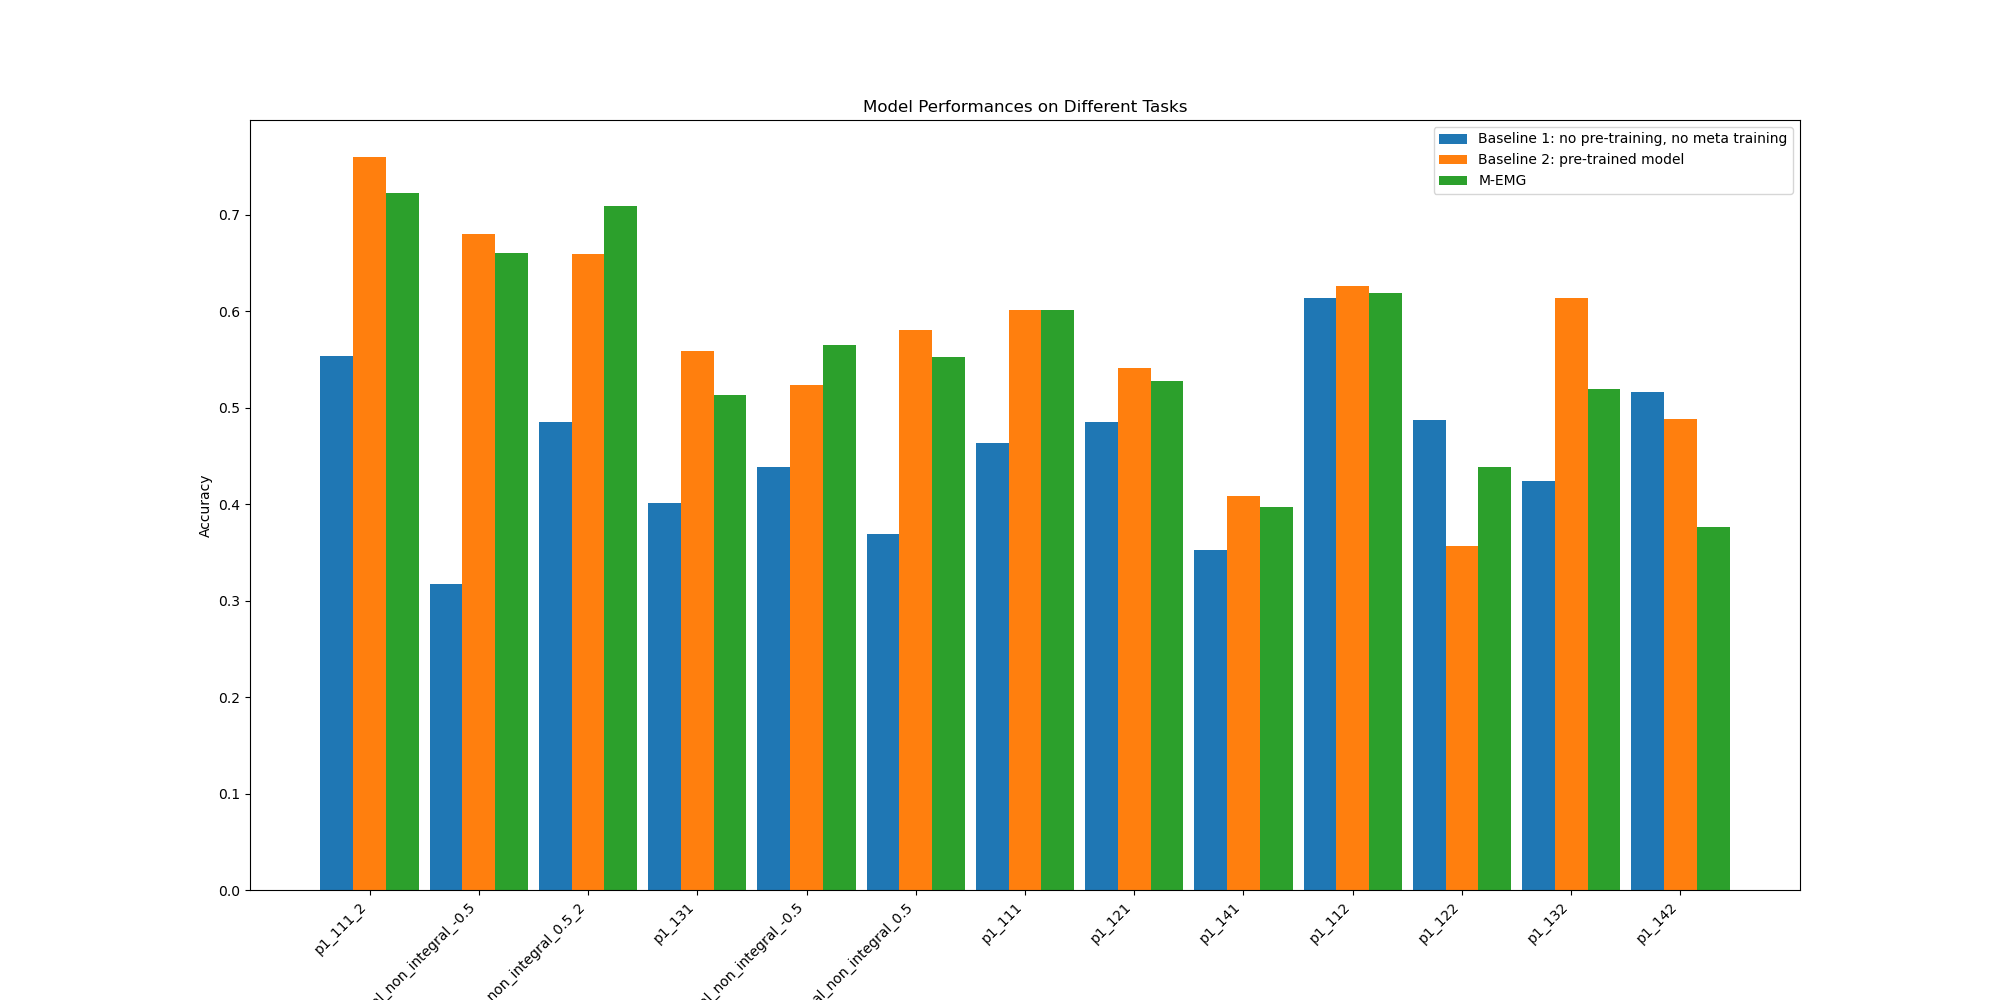 Model Performances on Different Tasks
Baseline 1: no pre-training, no meta training
Baseline 2: pre-trained model
M-EMG
Accuracy
0.7
0.6
0.5
0.4
0.3
0.2
0.1
0.0
p1_111_2
al_non_integral_-0.5
non_integral_0.5_2
p1_131
al_non_integral_-0.5
al_non_integral_0.5
p1_111
p1_121
p1_141
p1_112
p1_122
p1_132
p1_142